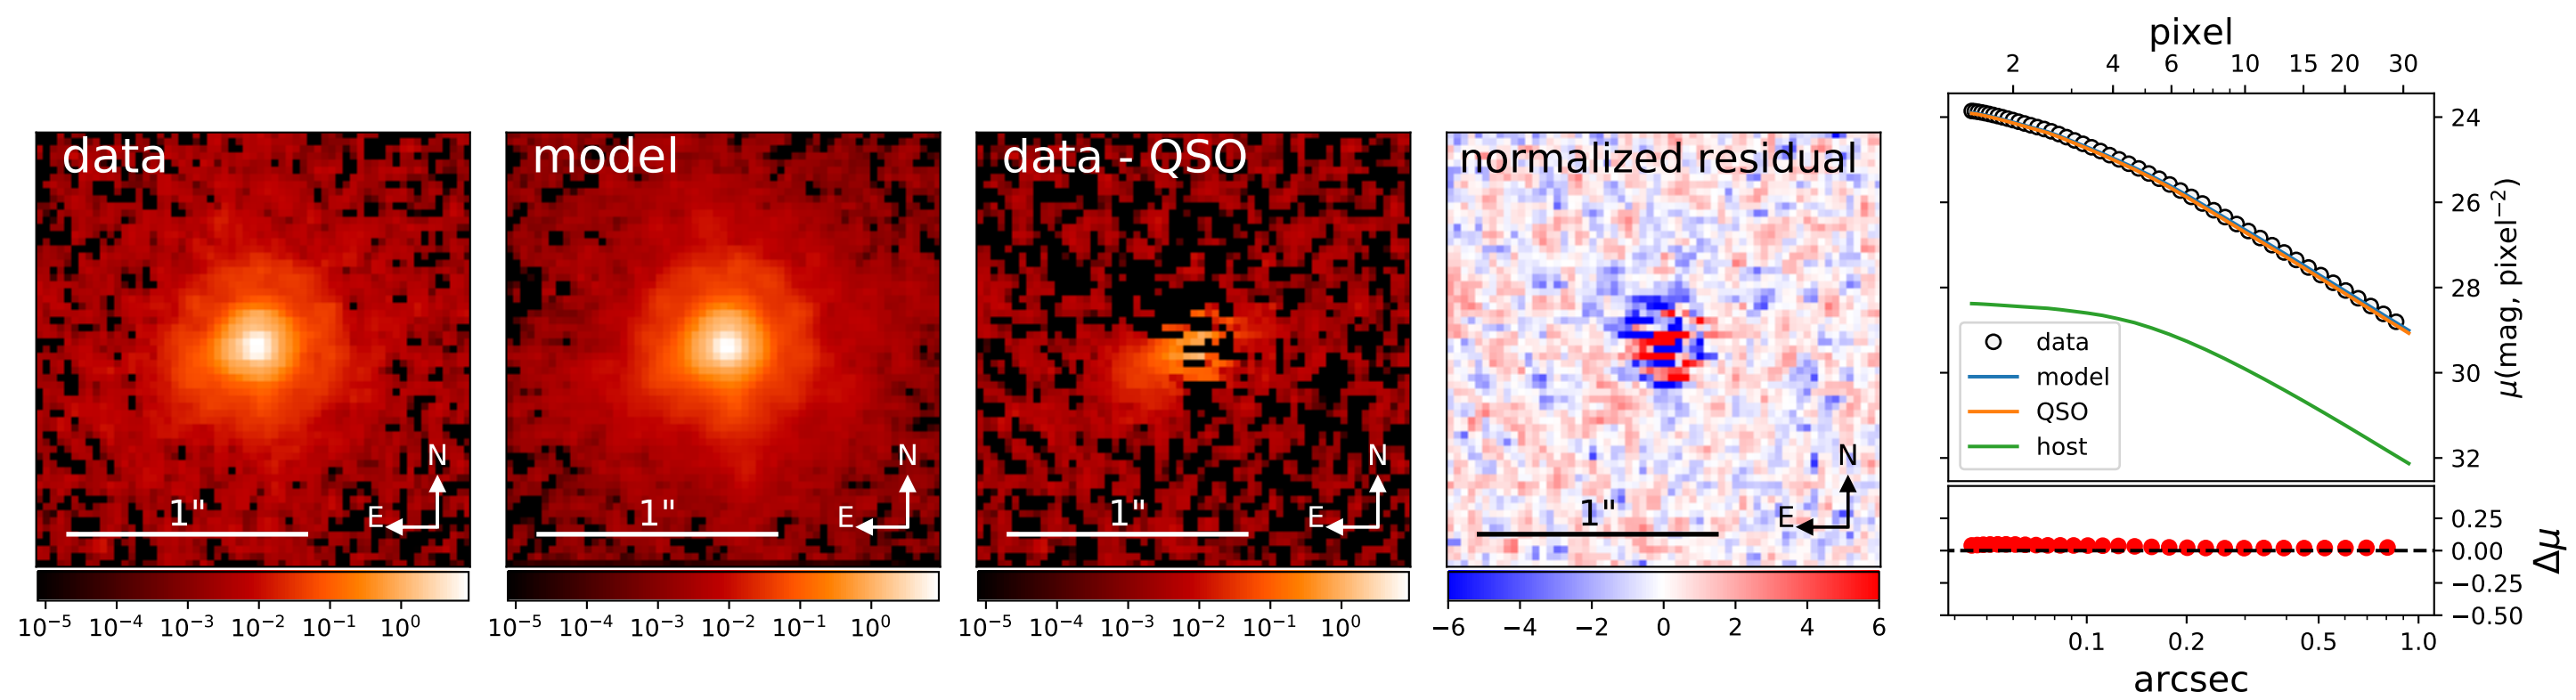 data
N
E
1"
10⁻⁵ 10⁻⁴ 10⁻³ 10⁻² 10⁻¹ 10⁰
model
N
E
1"
10⁻⁵ 10⁻⁴ 10⁻³ 10⁻² 10⁻¹ 10⁰
data - QSO
N
E
1"
10⁻⁵ 10⁻⁴ 10⁻³ 10⁻² 10⁻¹ 10⁰
normalized residual
N
E
1"
−6 −4 −2 0 2 4 6
pixel
2 4 6 10 15 20 30
24
26
28
30
32
μ(mag, pixel⁻²)
data
model
QSO
host
0.25
0.00
−0.25
−0.50
Δμ
0.1 0.2 0.5 1.0
arcsec